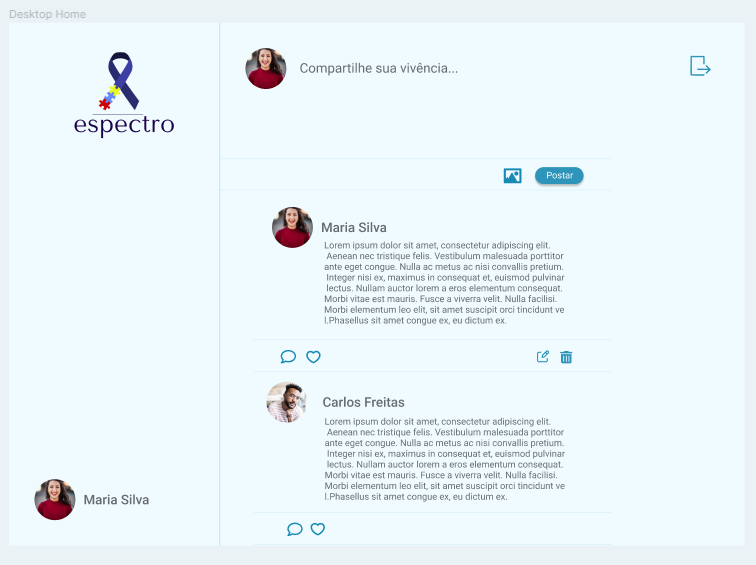 Desktop Home
espectro
Compartilhe sua vivência...
Postar
Maria Silva
Lorem ipsum dolor sit amet, consectetur adipiscing elit.
Aenean nec tristique felis. Vestibulum malesuada porttitor
ante eget congue. Nulla ac metus ac nisi convallis pretium.
Integer nisi ex, maximus in consequat et, euismod pulvinar
lectus. Nullam auctor lorem a eros elementum consequat.
Morbi vitae est mauris. Fusce a viverra velit. Nulla facilisi.
Morbi elementum leo elit, sit amet suscipit orci tincidunt ve
l.Phasellus sit amet congue ex, eu dictum ex.
Carlos Freitas
Lorem ipsum dolor sit amet, consectetur adipiscing elit.
Aenean nec tristique felis. Vestibulum malesuada porttitor
ante eget congue. Nulla ac metus ac nisi convallis pretium.
Integer nisi ex, maximus in consequat et, euismod pulvinar
lectus. Nullam auctor lorem a eros elementum consequat.
Morbi vitae est mauris. Fusce a viverra velit. Nulla facilisi.
Morbi elementum leo elit, sit amet suscipit orci tincidunt ve
l.Phasellus sit amet congue ex, eu dictum ex.
Maria Silva